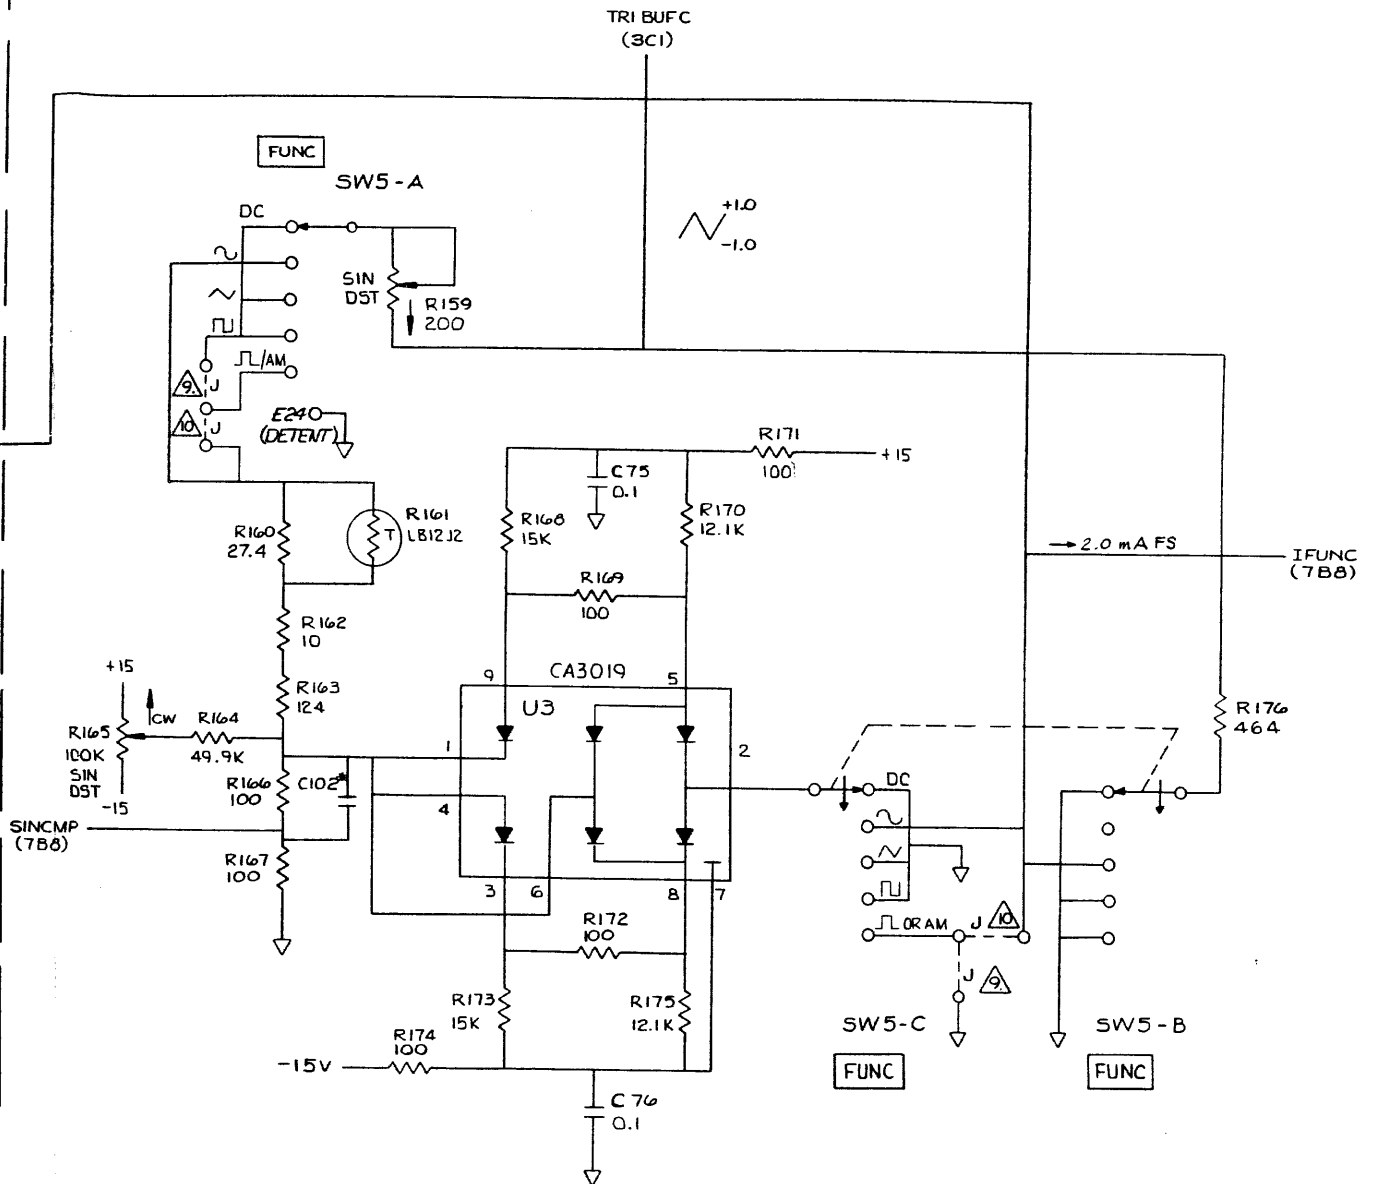 TRI BUFC
(3C1)
FUNC
SW5-A
DC
+1.0
-1.0
SIN
DST
R159
200
/AM
9.
J
10
J
E24
(DETENT)
R171
100
+15
C75
0.1
R160
27.4
T
R161
LB12J2
R168
15K
R170
12.1K
→ 2.0 mA FS
IFUNC
(7B8)
R169
100
R162
10
+15
CW
R163
124
9
CA3019
5
U3
R165
100K
SIN
DST
-15
R164
49.9K
1
2
R176
464
R166
100
C102*
4
DC
SINCMP
(7B8)
R167
100
3
6
8
7
OR AM
J
10
R172
100
J
9.
R173
15K
R175
12.1K
SW5-C
SW5-B
-15V
R174
100
FUNC
FUNC
C76
0.1